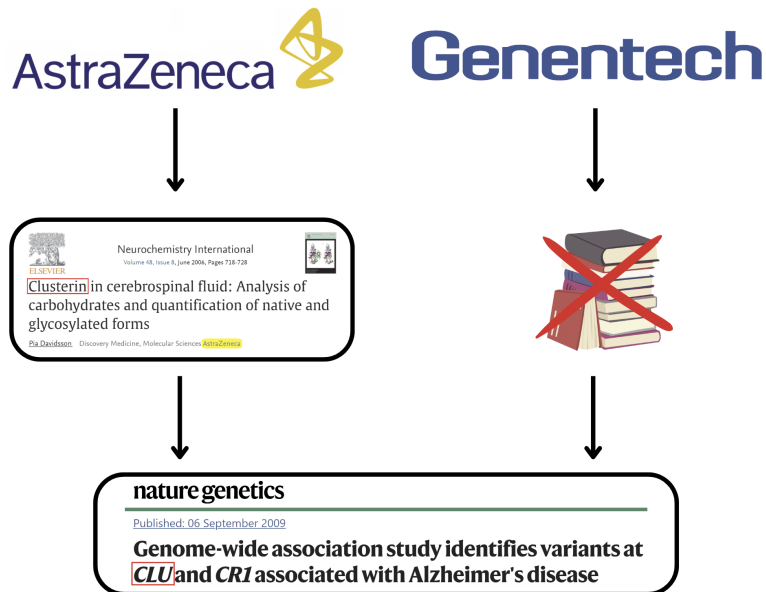 AstraZeneca
Genentech
ELSEVIER
Neurochemistry International
Volume 48, Issue 8, June 2006, Pages 718-728
Clusterin in cerebrospinal fluid: Analysis of
carbohydrates and quantification of native and
glycosylated forms
Pia Davidsson Discovery Medicine, Molecular Sciences AstraZeneca
nature genetics
Published: 06 September 2009
Genome-wide association study identifies variants at
CLU and CR1 associated with Alzheimer's disease